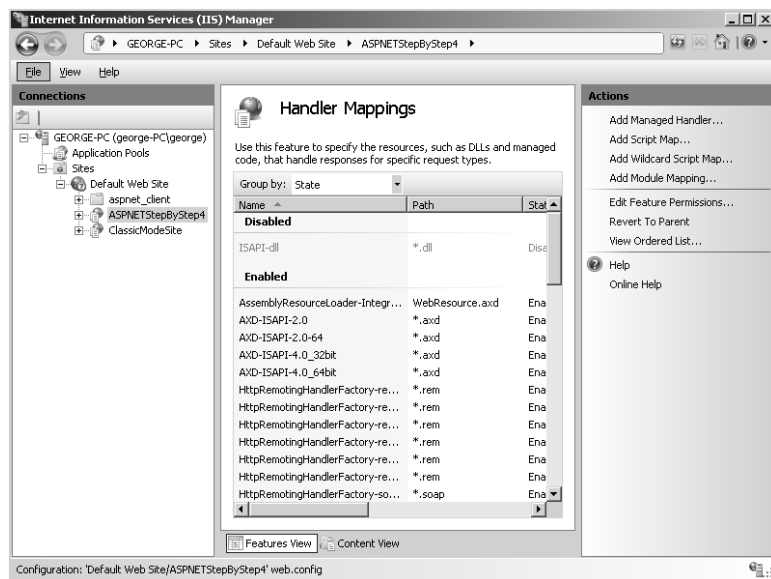 Internet Information Services (IIS) Manager
GEORGE-PC ▸ Sites ▸ Default Web Site ▸ ASPNETStepByStep4 ▸
File View Help
Connections
GEORGE-PC (george-PC\george)
Application Pools
Sites
Default Web Site
aspnet_client
ASPNETStepByStep4
ClassicModeSite
Handler Mappings
Use this feature to specify the resources, such as DLLs and managed
code, that handle responses for specific request types.
Group by: State
Name Path Stat
Disabled
ISAPI-dll *.dll Disa
Enabled
AssemblyResourceLoader-Integr... WebResource.axd Ena
AXD-ISAPI-2.0 *.axd Ena
AXD-ISAPI-2.0-64 *.axd Ena
AXD-ISAPI-4.0_32bit *.axd Ena
AXD-ISAPI-4.0_64bit *.axd Ena
HttpRemotingHandlerFactory-re... *.rem Ena
HttpRemotingHandlerFactory-re... *.rem Ena
HttpRemotingHandlerFactory-re... *.rem Ena
HttpRemotingHandlerFactory-re... *.rem Ena
HttpRemotingHandlerFactory-re... *.rem Ena
HttpRemotingHandlerFactory-so... *.soap Ena
Features View Content View
Actions
Add Managed Handler...
Add Script Map...
Add Wildcard Script Map...
Add Module Mapping...
Edit Feature Permissions...
Revert To Parent
View Ordered List...
Help
Online Help
Configuration: 'Default Web Site/ASPNETStepByStep4' web.config